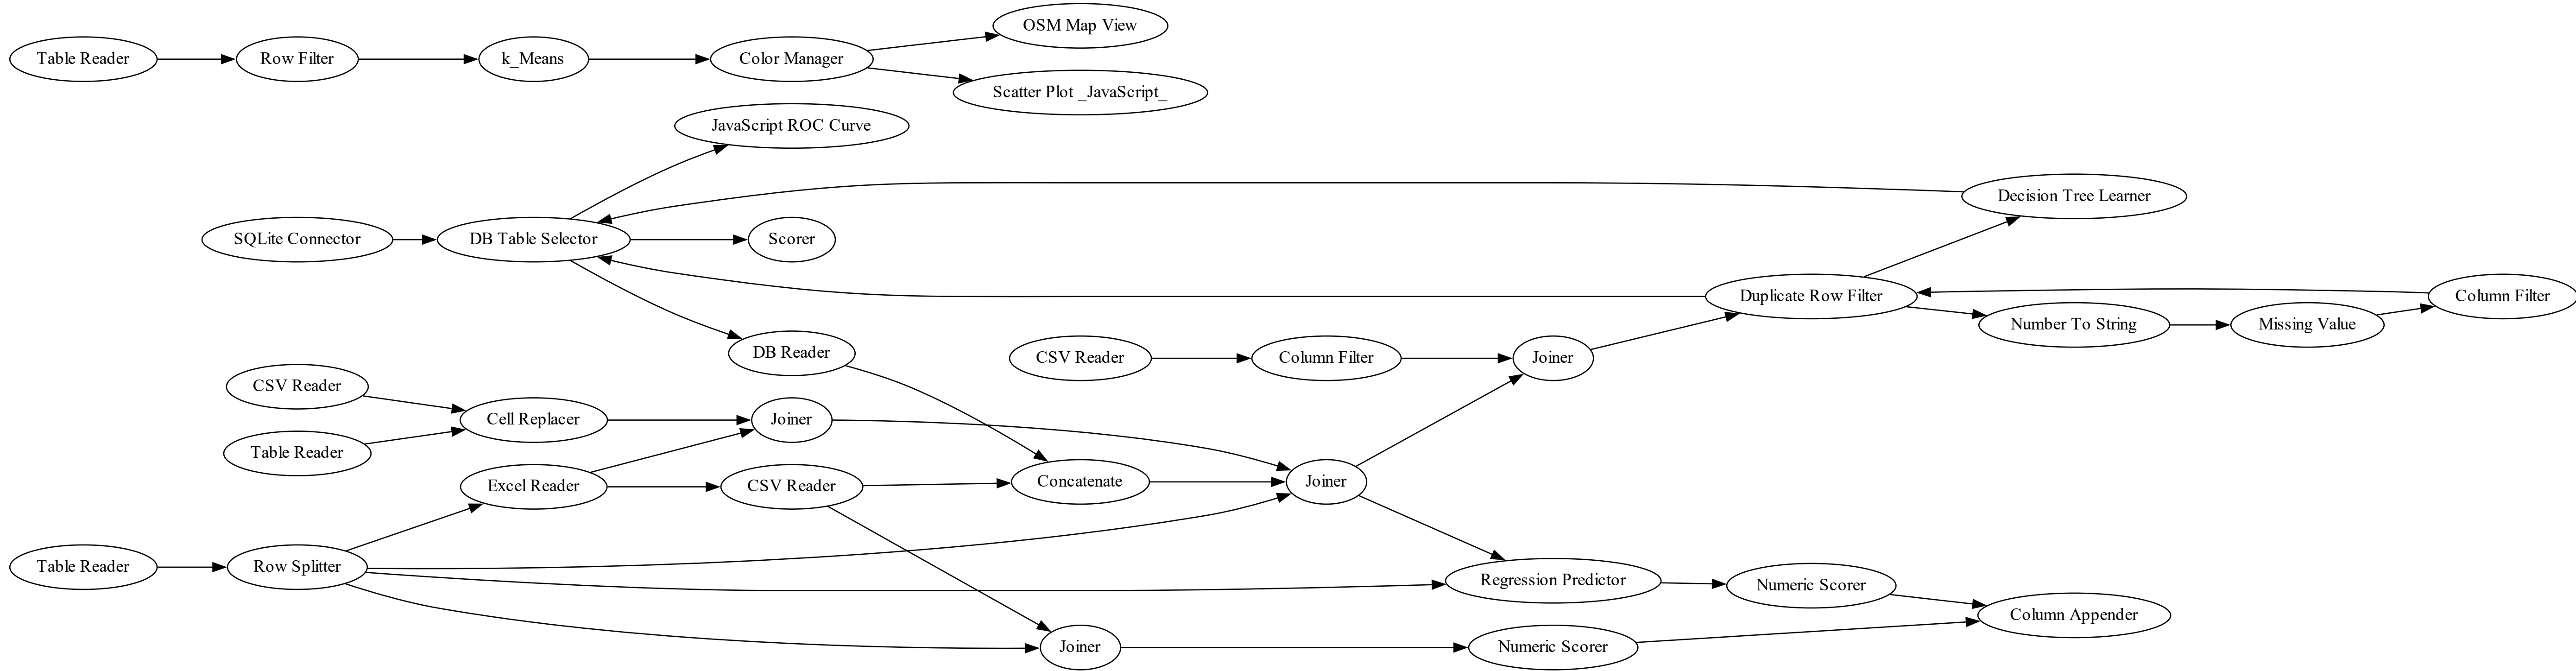 OSM Map View
Table Reader
Row Filter
k_Means
Color Manager
Scatter Plot _JavaScript_
JavaScript ROC Curve
Decision Tree Learner
SQLite Connector
DB Table Selector
Scorer
Duplicate Row Filter
Column Filter
Number To String
Missing Value
DB Reader
CSV Reader
Column Filter
Joiner
CSV Reader
Cell Replacer
Joiner
Table Reader
Excel Reader
CSV Reader
Concatenate
Joiner
Table Reader
Row Splitter
Regression Predictor
Numeric Scorer
Column Appender
Joiner
Numeric Scorer